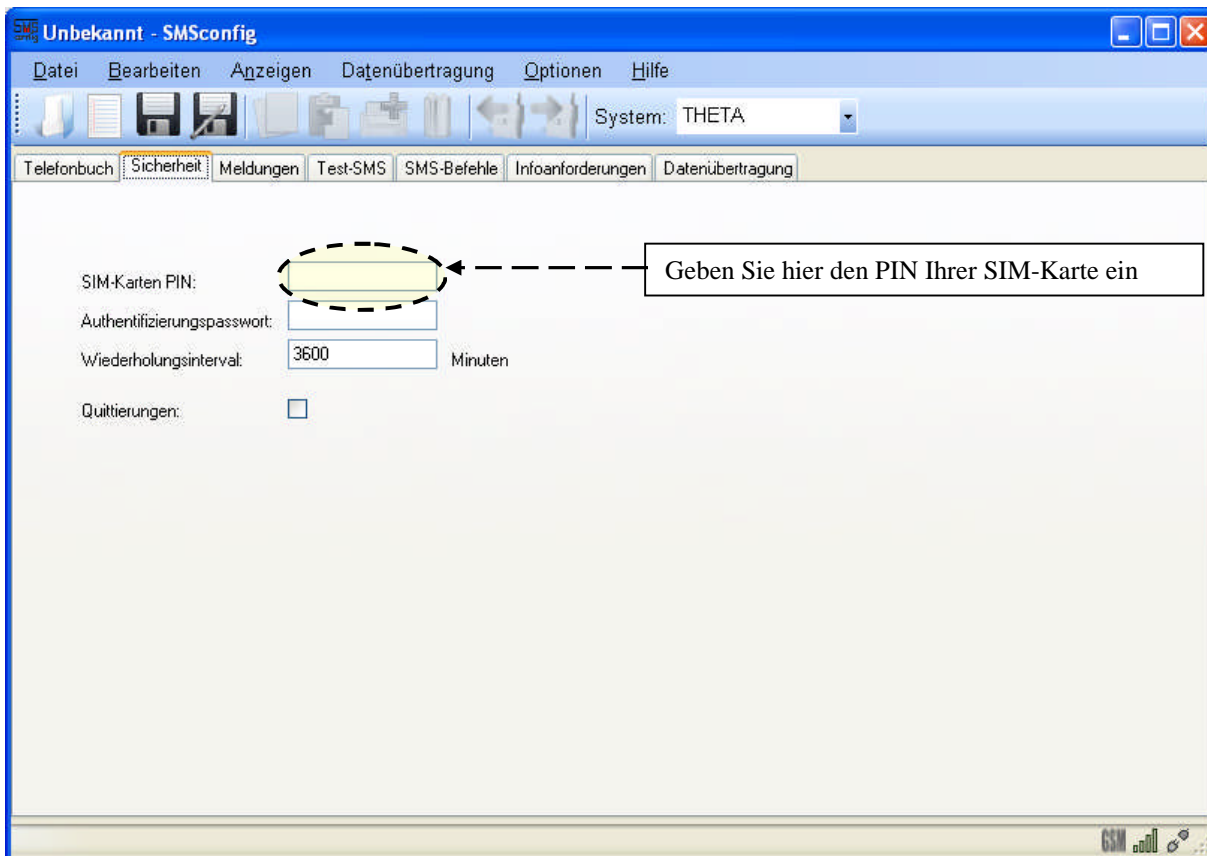 Unbekannt - SMSconfig
Datei Bearbeiten Anzeigen Datenübertragung Optionen Hilfe
System: THETA
Telefonbuch Sicherheit Meldungen Test-SMS SMS-Befehle Infoanforderungen Datenübertragung
SIM-Karten PIN:
Geben Sie hier den PIN Ihrer SIM-Karte ein
Authentifizierungspasswort:
Wiederholungsinterval: 3600 Minuten
Quittierungen:
GSM